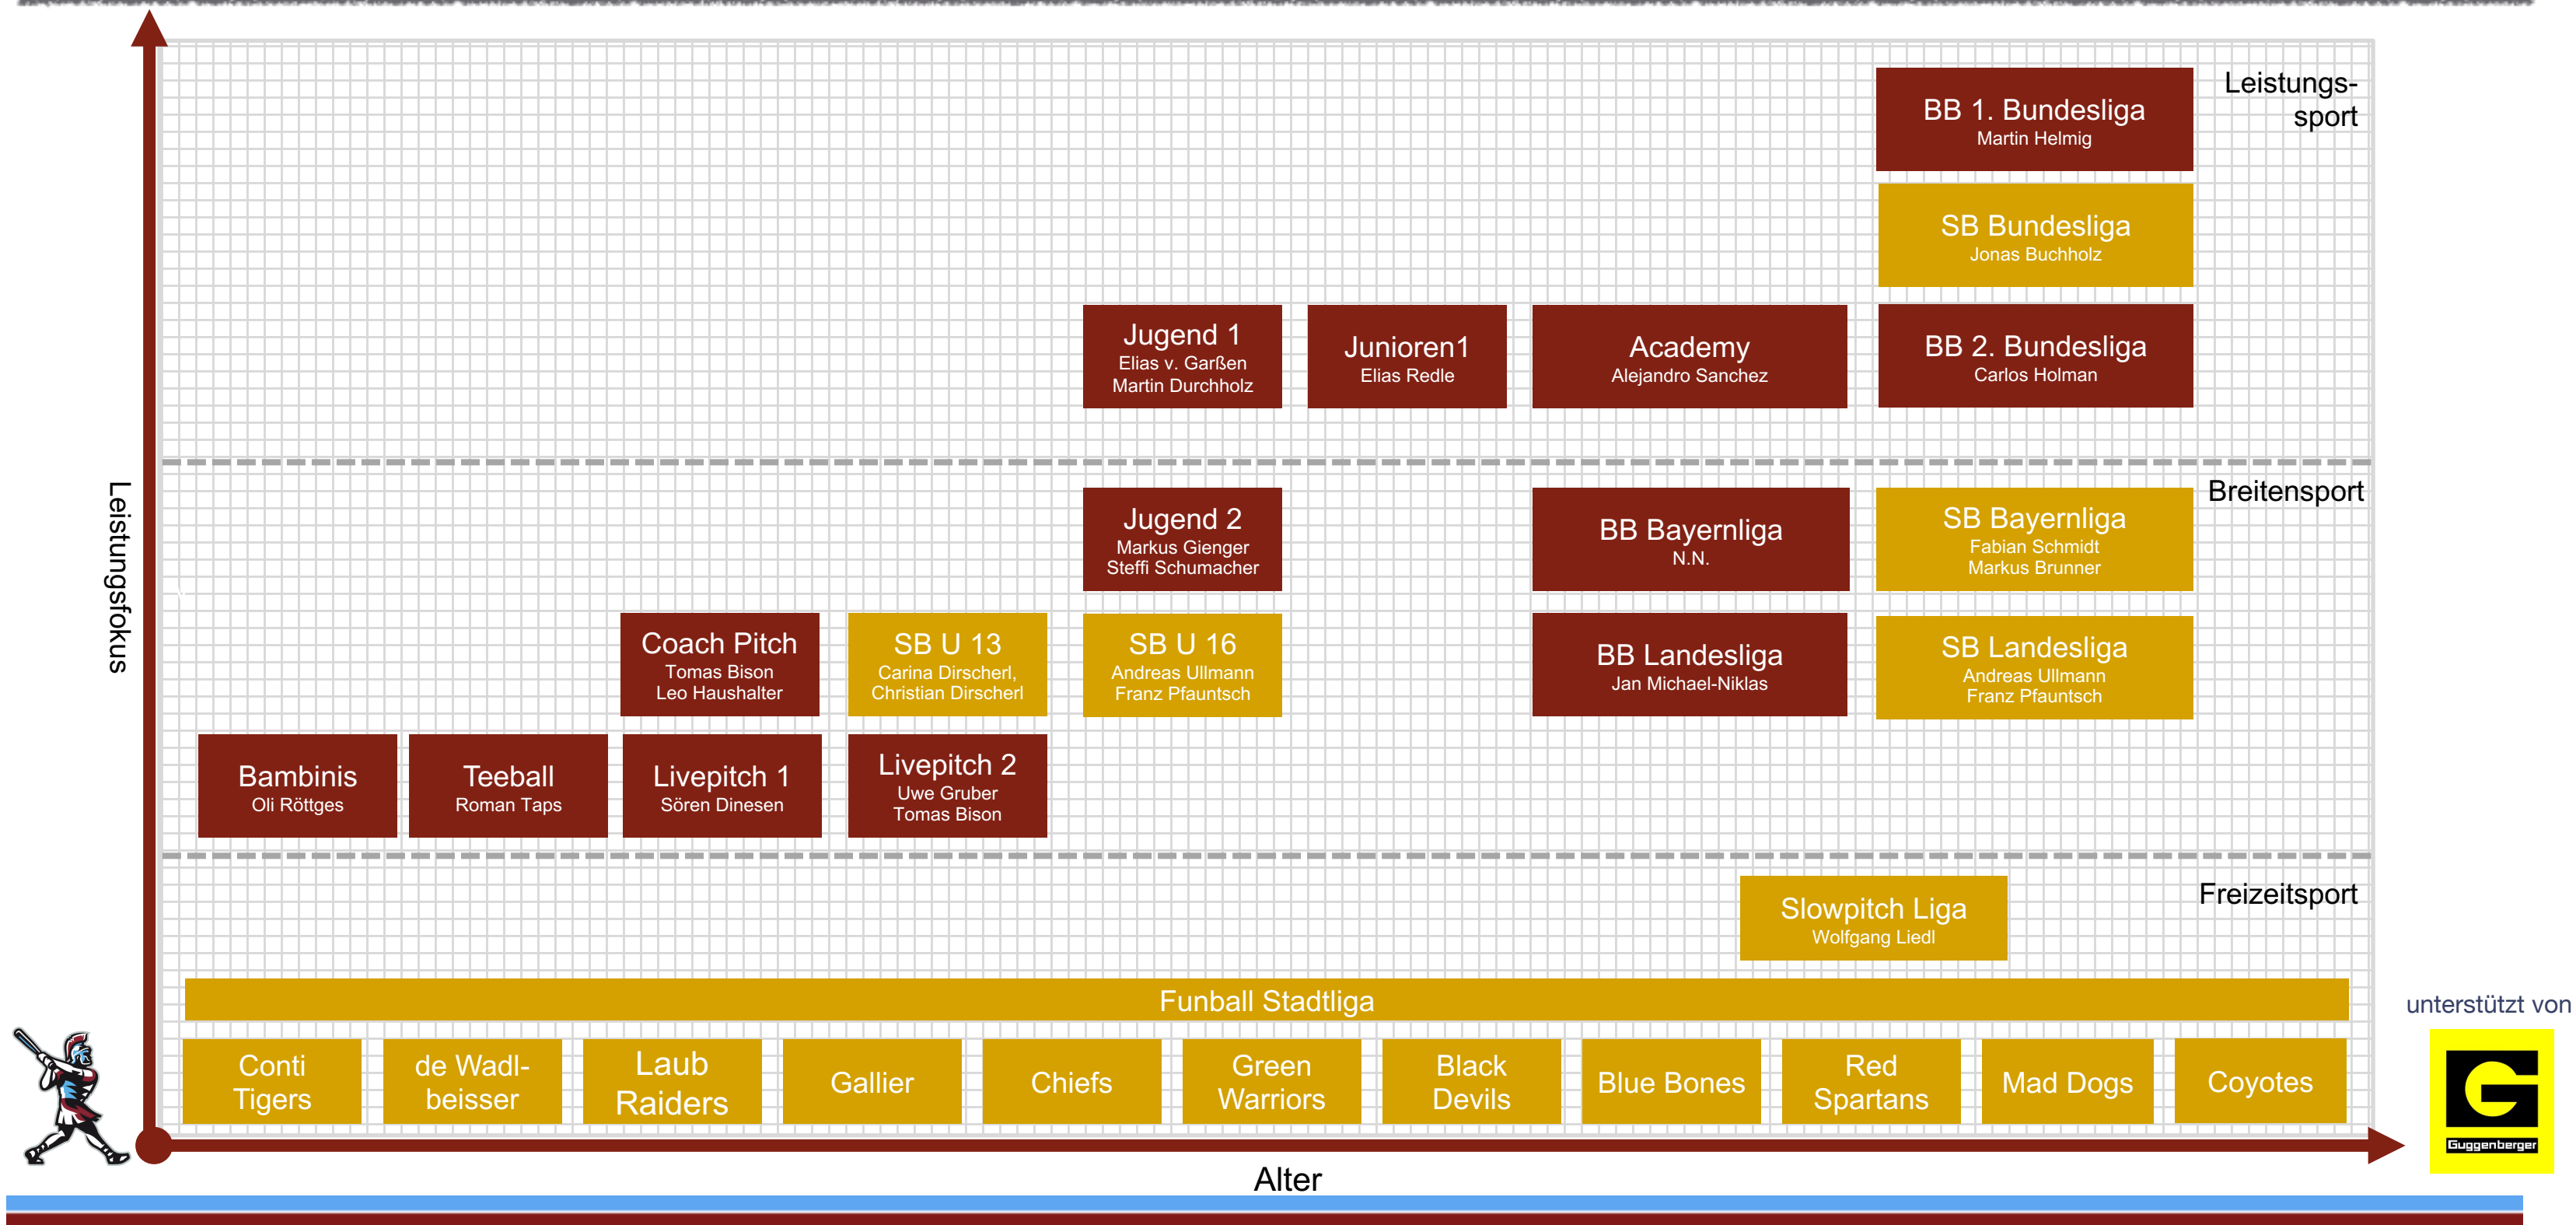 Leistungs-
sport
BB 1. Bundesliga
Martin Helmig
SB Bundesliga
Jonas Buchholz
Jugend 1
Elias v. Garßen
Martin Durchholz
Junioren1
Elias Redle
Academy
Alejandro Sanchez
BB 2. Bundesliga
Carlos Holman
Leistungsfokus
Breitensport
Jugend 2
Markus Gienger
Steffi Schumacher
BB Bayernliga
N.N.
SB Bayernliga
Fabian Schmidt
Markus Brunner
Coach Pitch
Tomas Bison
Leo Haushalter
SB U 13
Carina Dirscherl,
Christian Dirscherl
SB U 16
Andreas Ullmann
Franz Pfauntsch
BB Landesliga
Jan Michael-Niklas
SB Landesliga
Andreas Ullmann
Franz Pfauntsch
Bambinis
Oli Röttges
Teeball
Roman Taps
Livepitch 1
Sören Dinesen
Livepitch 2
Uwe Gruber
Tomas Bison
Freizeitsport
Slowpitch Liga
Wolfgang Liedl
Funball Stadtliga
Conti
Tigers
de Wadl-
beisser
Laub
Raiders
Gallier
Chiefs
Green
Warriors
Black
Devils
Blue Bones
Red
Spartans
Mad Dogs
Coyotes
Alter
unterstützt von
G
Guggenberger